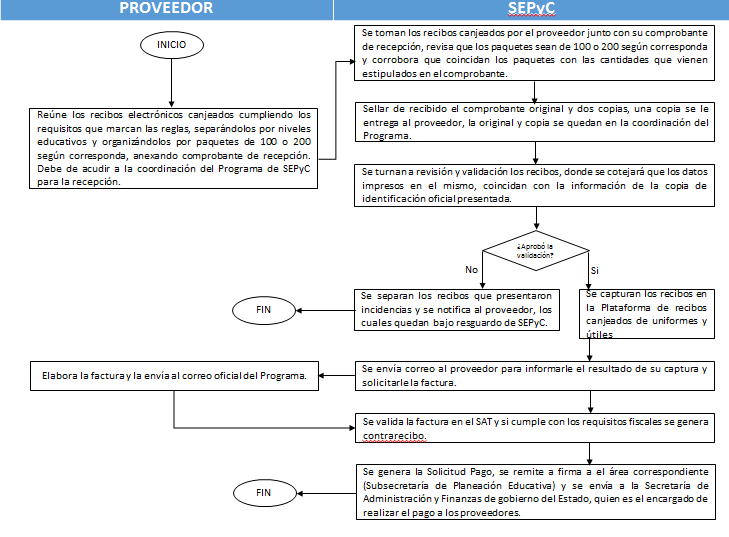 PROVEEDOR
SEPyC
INICIO
Reúne los recibos electrónicos canjeados cumpliendo los
requisitos que marcan las reglas, separándolos por niveles
educativos y organizándolos por paquetes de 100 o 200
según corresponda, anexando comprobante de recepción.
Debe de acudir a la coordinación del Programa de SEPyC
para la recepción.
Se toman los recibos canjeados por el proveedor junto con su comprobante
de recepción, revisa que los paquetes sean de 100 o 200 según corresponda
y corrobora que coincidan los paquetes con las cantidades que vienen
estipulados en el comprobante.
Sellar de recibido el comprobante original y dos copias, una copia se le
entrega al proveedor, la original y copia se quedan en la coordinación del
Programa.
Se turnan a revisión y validación los recibos, donde se cotejará que los datos
impresos en el mismo, coincidan con la información de la copia de
identificación oficial presentada.
¿Aprobó la
validación?
No
Si
Se separan los recibos que presentaron
incidencias y se notifica al proveedor, los
cuales quedan bajo resguardo de SEPyC.
FIN
Se capturan los recibos en
la Plataforma de recibos
canjeados de uniformes y
útiles
Se envía correo al proveedor para informarle el resultado de su captura y
solicitarle la factura.
Elabora la factura y la envía al correo oficial del Programa.
Se valida la factura en el SAT y si cumple con los requisitos fiscales se genera
contrarecibo.
Se genera la Solicitud Pago, se remite a firma a el área correspondiente
(Subsecretaría de Planeación Educativa) y se envía a la Secretaría de
Administración y Finanzas de gobierno del Estado, quien es el encargado de
realizar el pago a los proveedores.
FIN